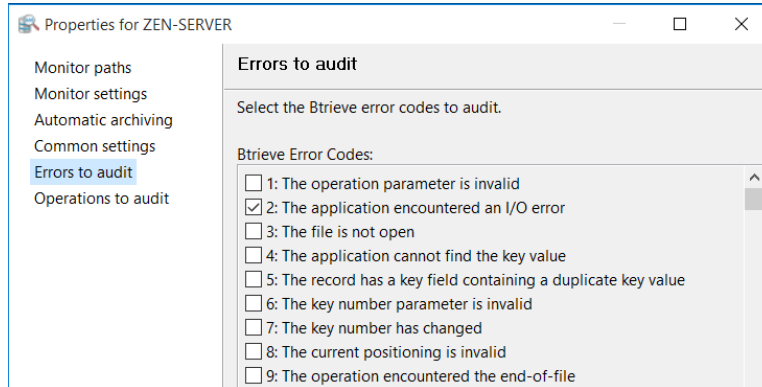 Properties for ZEN-SERVER
Monitor paths
Monitor settings
Automatic archiving
Common settings
Errors to audit
Operations to audit
Errors to audit
Select the Btrieve error codes to audit.
Btrieve Error Codes:
1: The operation parameter is invalid
2: The application encountered an I/O error
3: The file is not open
4: The application cannot find the key value
5: The record has a key field containing a duplicate key value
6: The key number parameter is invalid
7: The key number has changed
8: The current positioning is invalid
9: The operation encountered the end-of-file